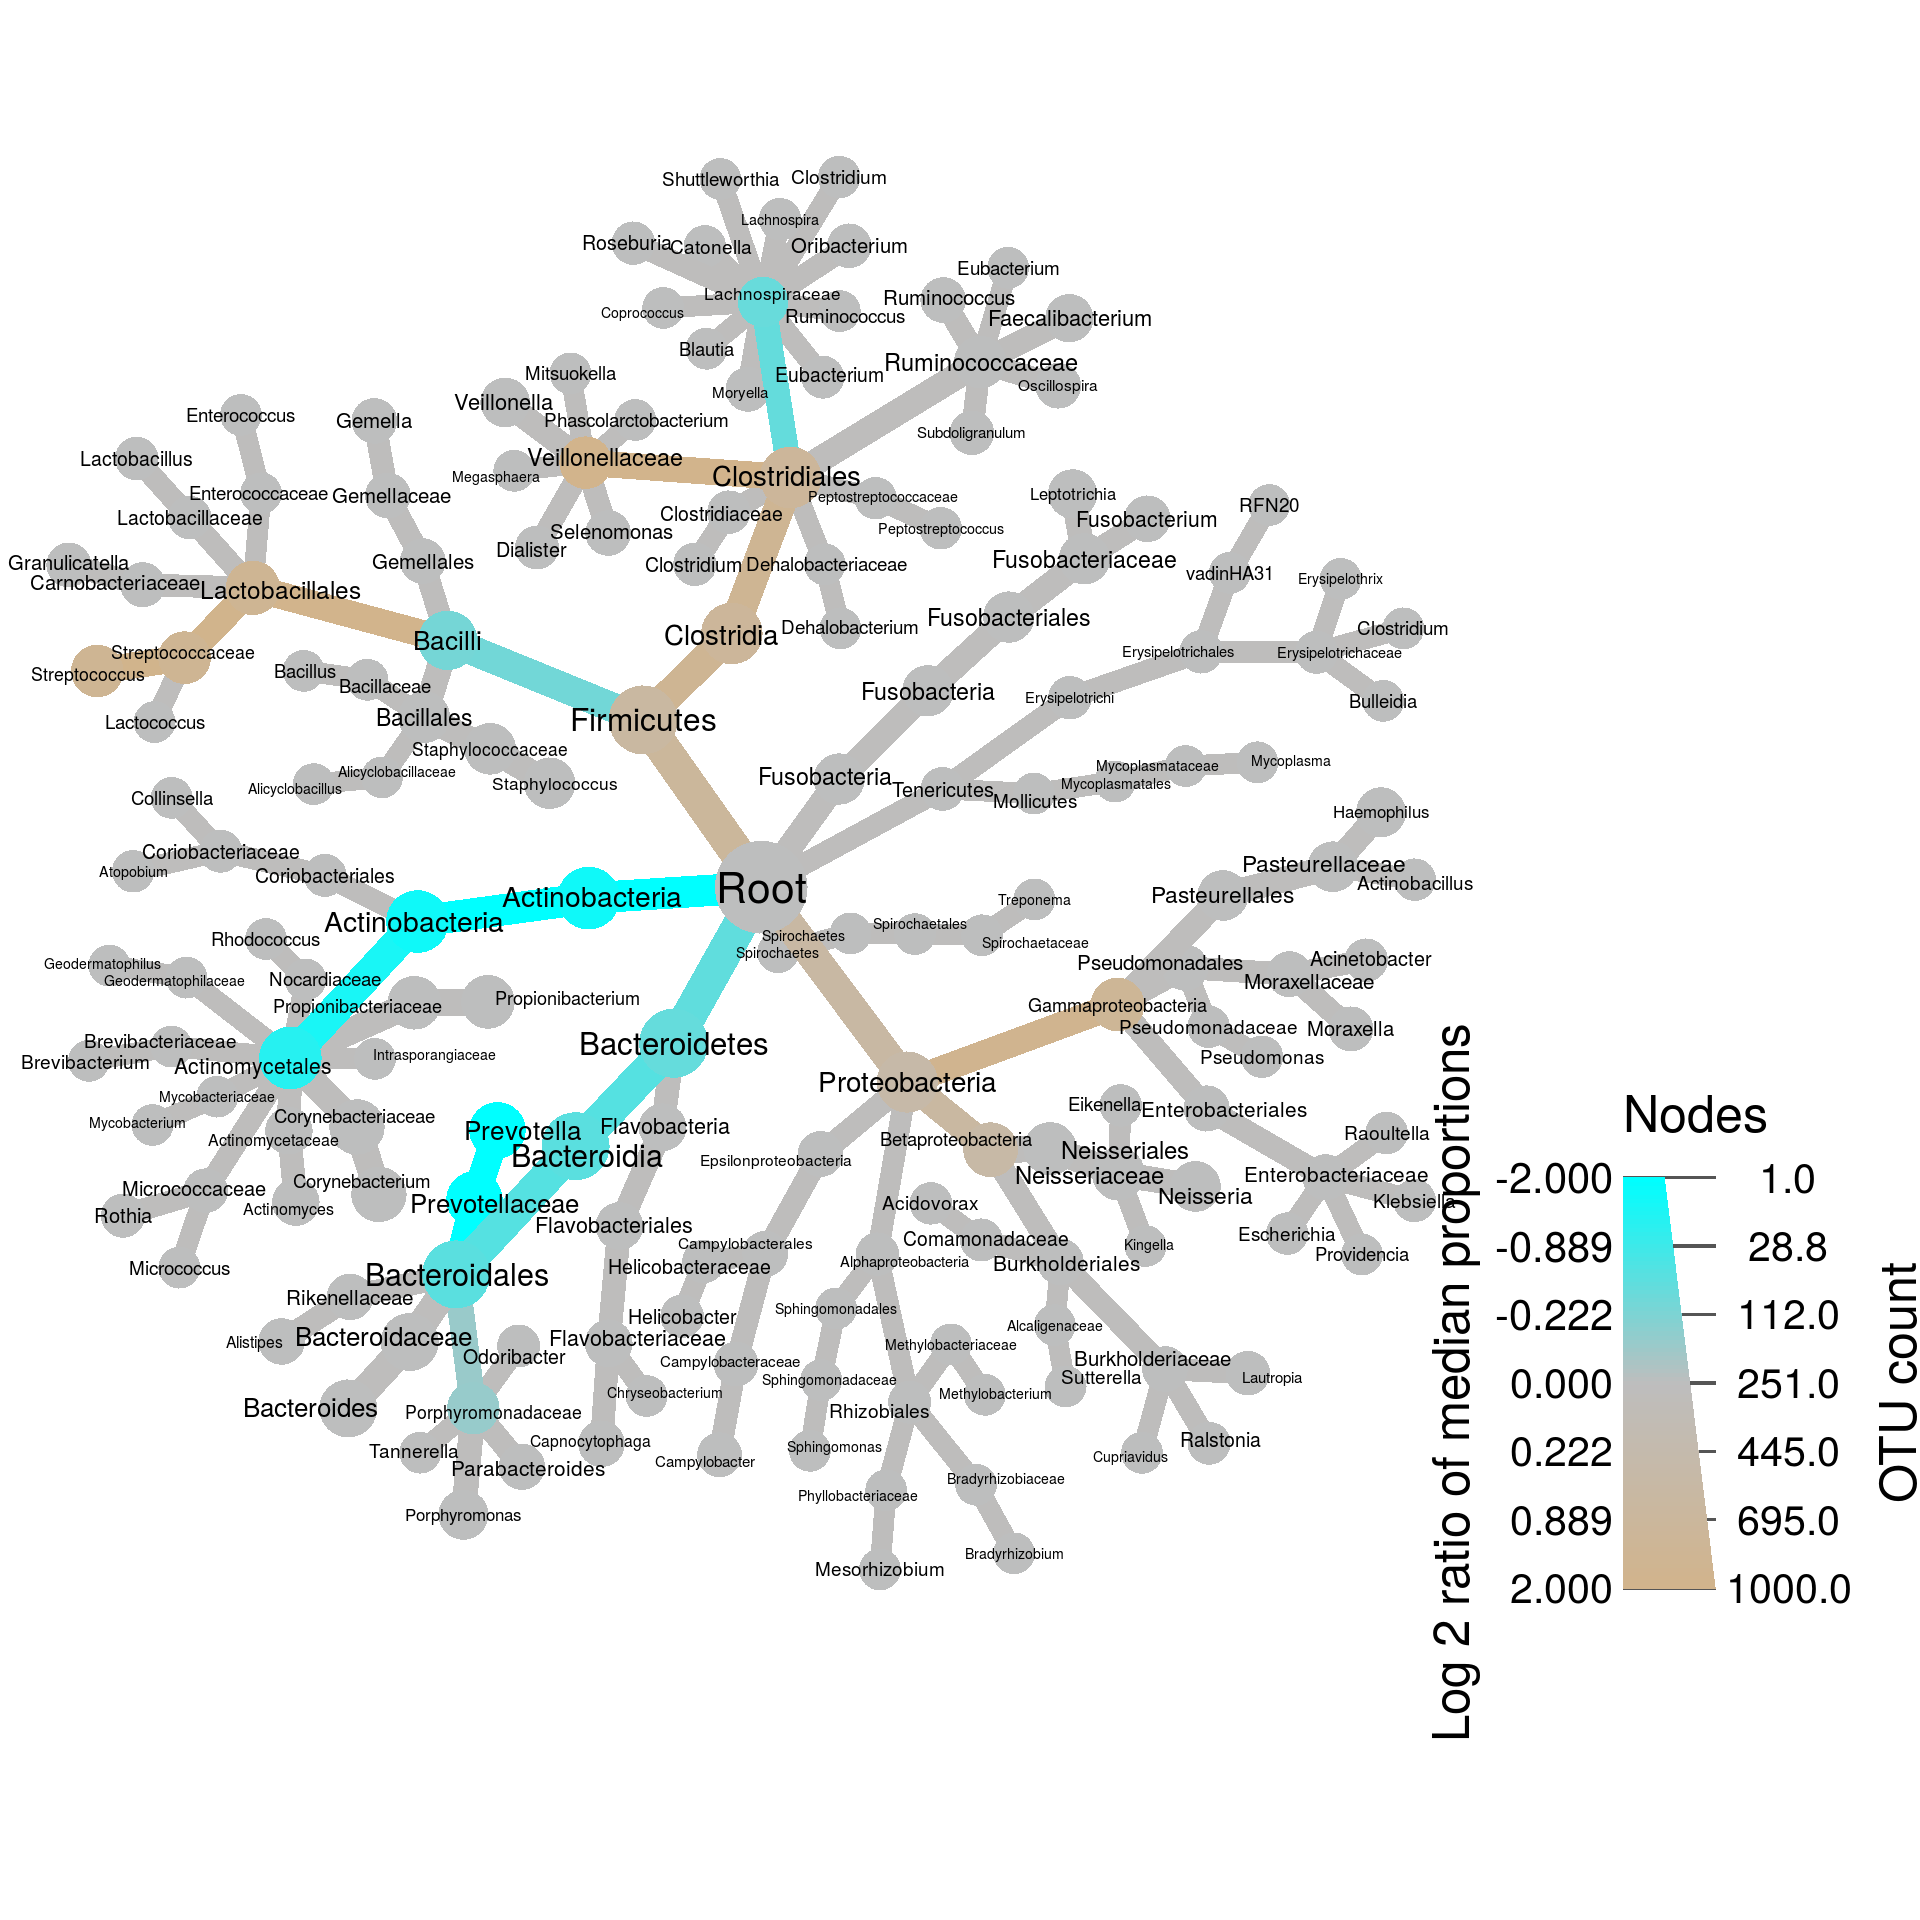 Shuttleworthia
Clostridium
Lachnospira
Roseburia
Catonella
Oribacterium
Eubacterium
Lachnospiraceae
Ruminococcus
Coprococcus
Ruminococcus
Faecalibacterium
Blautia
Ruminococcaceae
Mitsuokella
Eubacterium
Oscillospira
Moryella
Veillonella
Enterococcus
Gemella
Phascolarctobacterium
Subdoligranulum
Lactobacillus
Veillonellaceae
Megasphaera
Clostridiales
Enterococcaceae
Gemellaceae
Peptostreptococcaceae
Leptotrichia
RFN20
Lactobacillaceae
Clostridiaceae
Fusobacterium
Selenomonas
Peptostreptococcus
Dialister
Granulicatella
Gemellales
Clostridium
Dehalobacteriaceae
Fusobacteriaceae
vadinHA31
Erysipelothrix
Carnobacteriaceae
Lactobacillales
Fusobacteriales
Dehalobacterium
Clostridium
Clostridia
Bacilli
Streptococcaceae
Erysipelotrichales
Erysipelotrichaceae
Streptococcus
Bacillus
Bacillaceae
Fusobacteria
Erysipelotrichi
Bulleidia
Lactococcus
Bacillales
Firmicutes
Staphylococcaceae
Mycoplasmataceae
Mycoplasma
Alicyclobacillaceae
Fusobacteria
Staphylococcus
Mycoplasmatales
Alicyclobacillus
Tenericutes
Mollicutes
Collinsella
Haemophilus
Coriobacteriaceae
Pasteurellaceae
Atopobium
Coriobacteriales
Actinobacillus
Root
Actinobacteria
Pasteurellales
Treponema
Actinobacteria
Spirochaetales
Spirochaetes
Spirochaetaceae
Rhodococcus
Spirochaetes
Acinetobacter
Geodermatophilus
Pseudomonadales
Geodermatophilaceae
Nocardiaceae
Moraxellaceae
Propionibacteriaceae
Propionibacterium
Gammaproteobacteria
Pseudomonadaceae
Moraxella
Brevibacteriaceae
Bacteroidetes
Brevibacterium
Intrasporangiaceae
Pseudomonas
Actinomycetales
Proteobacteria
Mycobacteriaceae
Eikenella
Enterobacteriales
Mycobacterium
Corynebacteriaceae
Prevotella
Flavobacteria
Raoultella
Actinomycetaceae
Betaproteobacteria
Neisseriales
Bacteroidia
Epsilonproteobacteria
Neisseriaceae
Enterobacteriaceae
Micrococcaceae
Corynebacterium
Prevotellaceae
Acidovorax
Neisseria
Klebsiella
Rothia
Actinomyces
Flavobacteriales
Escherichia
Campylobacterales
Comamonadaceae
Kingella
Providencia
Micrococcus
Bacteroidales
Helicobacteraceae
Alphaproteobacteria
Burkholderiales
Rikenellaceae
Helicobacter
Sphingomonadales
Alcaligenaceae
Alistipes
Bacteroidaceae
Flavobacteriaceae
Methylobacteriaceae
Odoribacter
Campylobacteraceae
Burkholderiaceae
Sphingomonadaceae
Sutterella
Lautropia
Chryseobacterium
Methylobacterium
Bacteroides
Porphyromonadaceae
Rhizobiales
Capnocytophaga
Sphingomonas
Ralstonia
Tannerella
Campylobacter
Cupriavidus
Parabacteroides
Bradyrhizobiaceae
Phyllobacteriaceae
Porphyromonas
Bradyrhizobium
Mesorhizobium
Nodes
-2.000 1.0
-0.889 28.8
-0.222 112.0
0.000 251.0
0.222 445.0
0.889 695.0
2.000 1000.0
Log 2 ratio of median proportions
OTU count